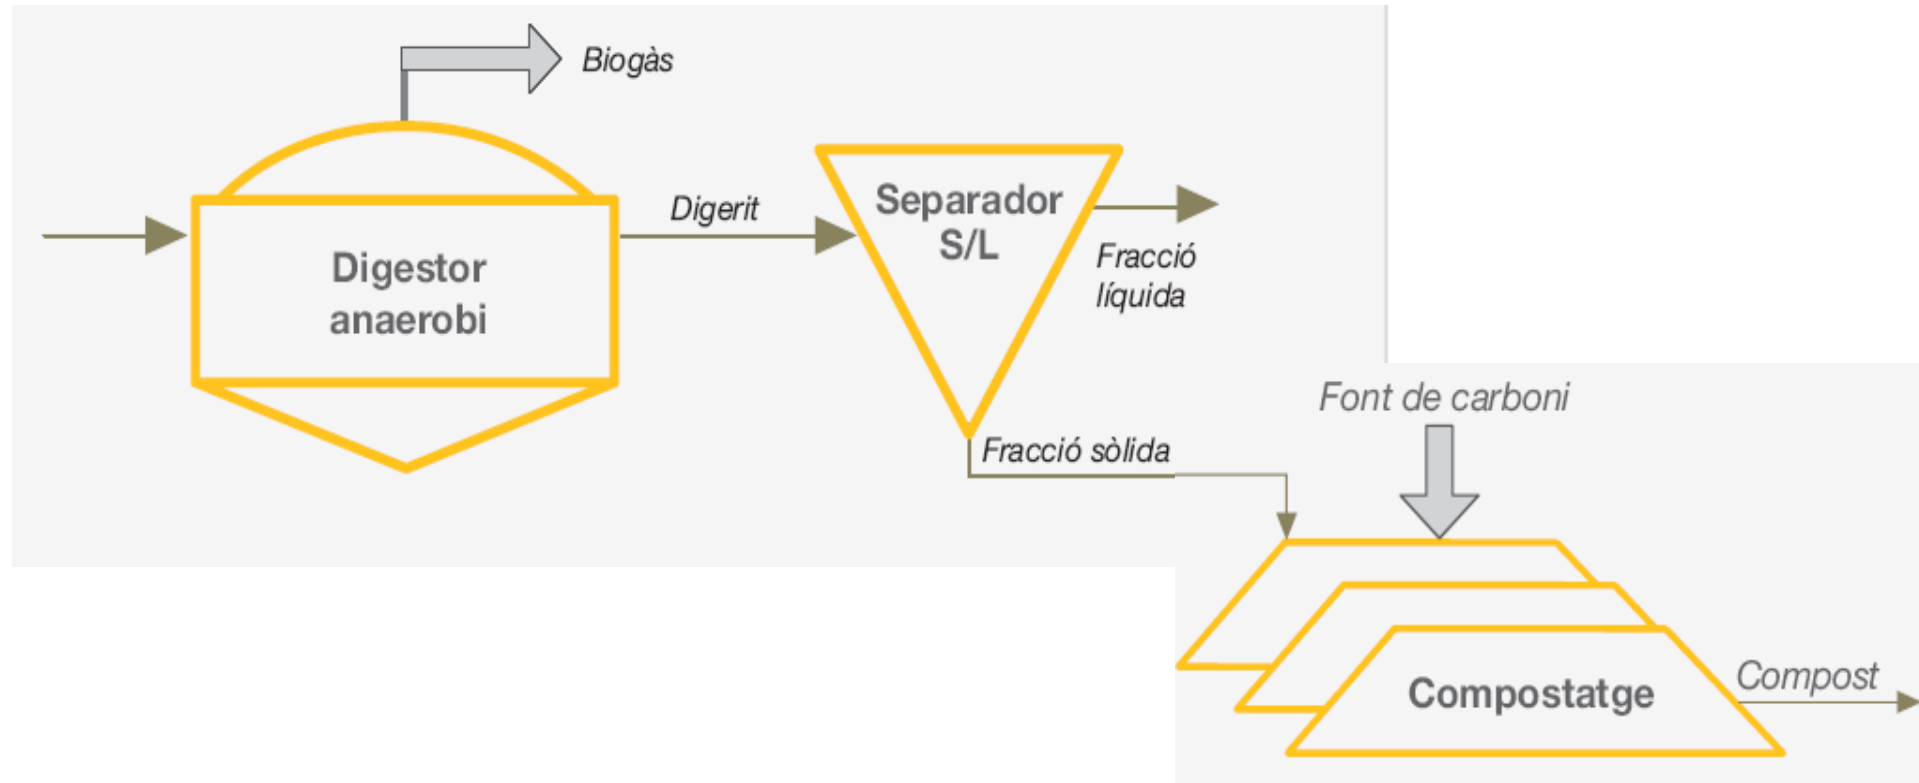 Biogàs
Digerit
Separador
S/L
Digestor
anaerobi
Fracció
líquida
Fracció sòlida
Font de carboni
Compostatge
Compost